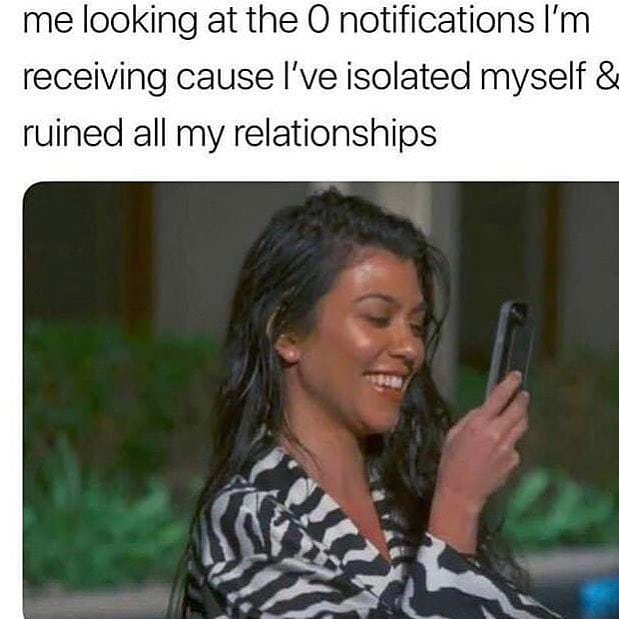 me looking at the 0 notifications I'm
receiving cause I've isolated myself &
ruined all my relationships